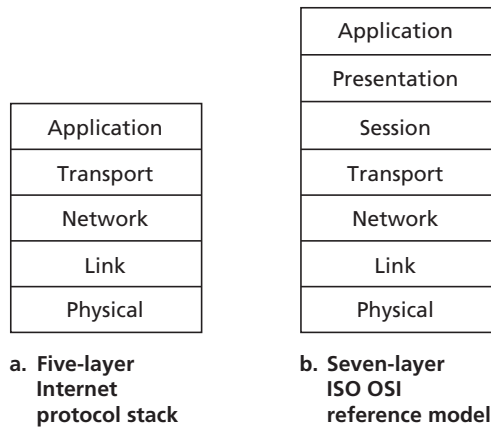 Application
Transport
Network
Link
Physical
a. Five-layer
Internet
protocol stack
Application
Presentation
Session
Transport
Network
Link
Physical
b. Seven-layer
ISO OSI
reference model